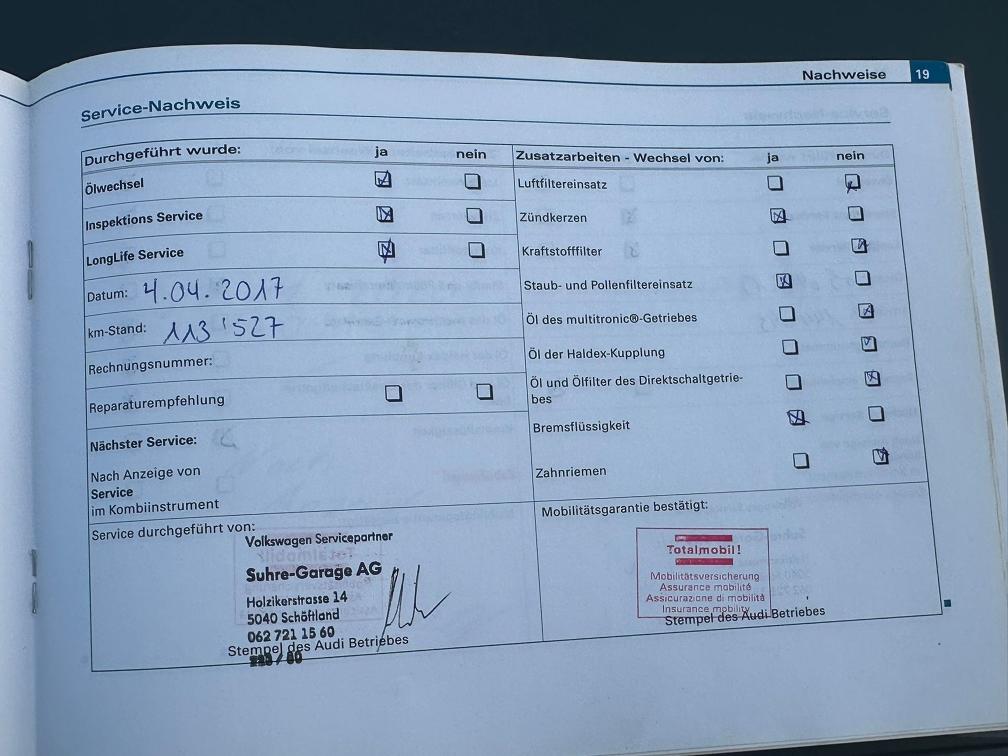 Nachweise 19
Service-Nachweis
Durchgeführt wurde: ja nein
Ölwechsel
Inspektions Service
LongLife Service
Datum: 4.04.2017
km-Stand: 113'527
Rechnungsnummer:
Reparaturempfehlung
Nächster Service:
Nach Anzeige von
Service
im Kombiinstrument
Zusatzarbeiten - Wechsel von: ja nein
Luftfiltereinsatz
Zündkerzen
Kraftstofffilter
Staub- und Pollenfiltereinsatz
Öl des multitronic®-Getriebes
Öl der Haldex-Kupplung
Öl und Ölfilter des Direktschaltgetrie-
bes
Bremsflüssigkeit
Zahnriemen
Service durchgeführt von:
Volkswagen Servicepartner
Suhre-Garage AG
Holzikerstrasse 14
5040 Schöftland
062 721 15 60
Stempel des Audi Betriebes
Mobilitätsgarantie bestätigt:
Totalmobil!
Mobilitätsversicherung
Assurance mobilité
Assicurazione di mobilità
Insurance mobility
Stempel des Audi Betriebes